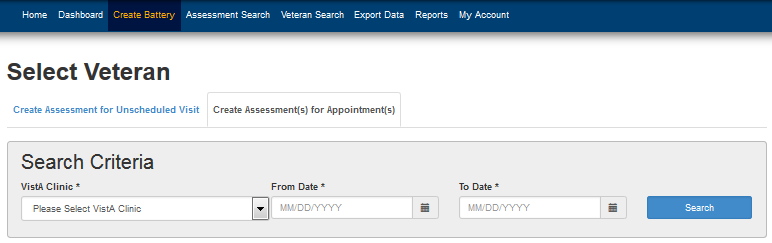 Home Dashboard Create Battery Assessment Search Veteran Search Export Data Reports My Account
Select Veteran
Create Assessment for Unscheduled Visit Create Assessment(s) for Appointment(s)
Search Criteria
VistA Clinic * From Date * To Date *
Please Select VistA Clinic MM/DD/YYYY MM/DD/YYYY Search